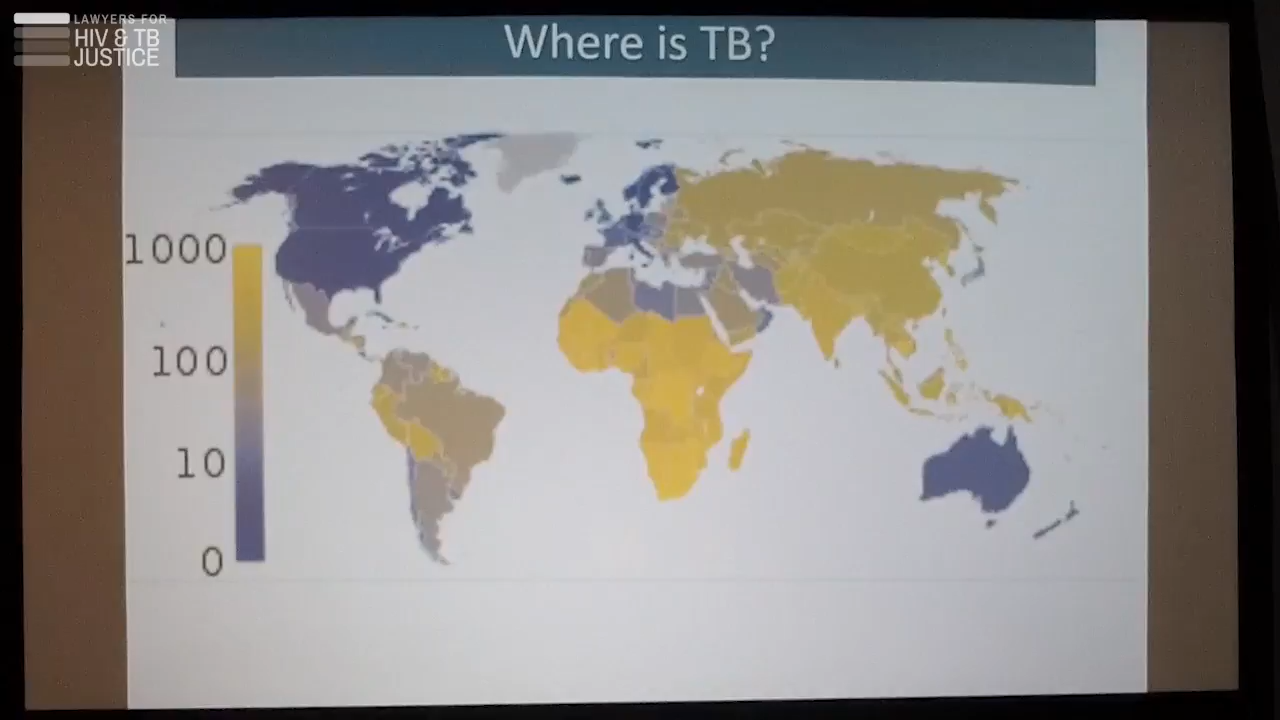 LAWYERS FOR
HIV & TB
JUSTICE
Where is TB?
1000
100
10
0